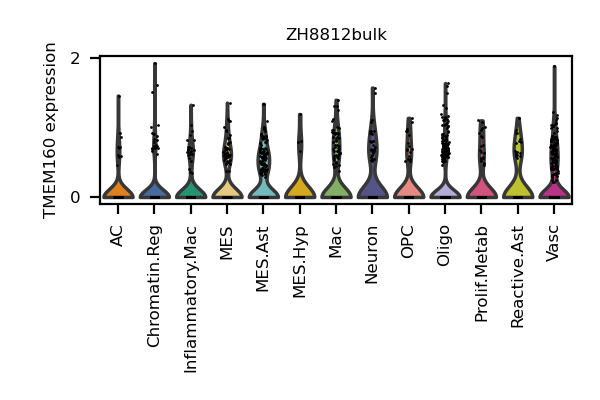 ZH8812bulk
TMEM160 expression
2
0
AC
Chromatin.Reg
Inflammatory.Mac
MES
MES.Ast
MES.Hyp
Mac
Neuron
OPC
Oligo
Prolif.Metab
Reactive.Ast
Vasc